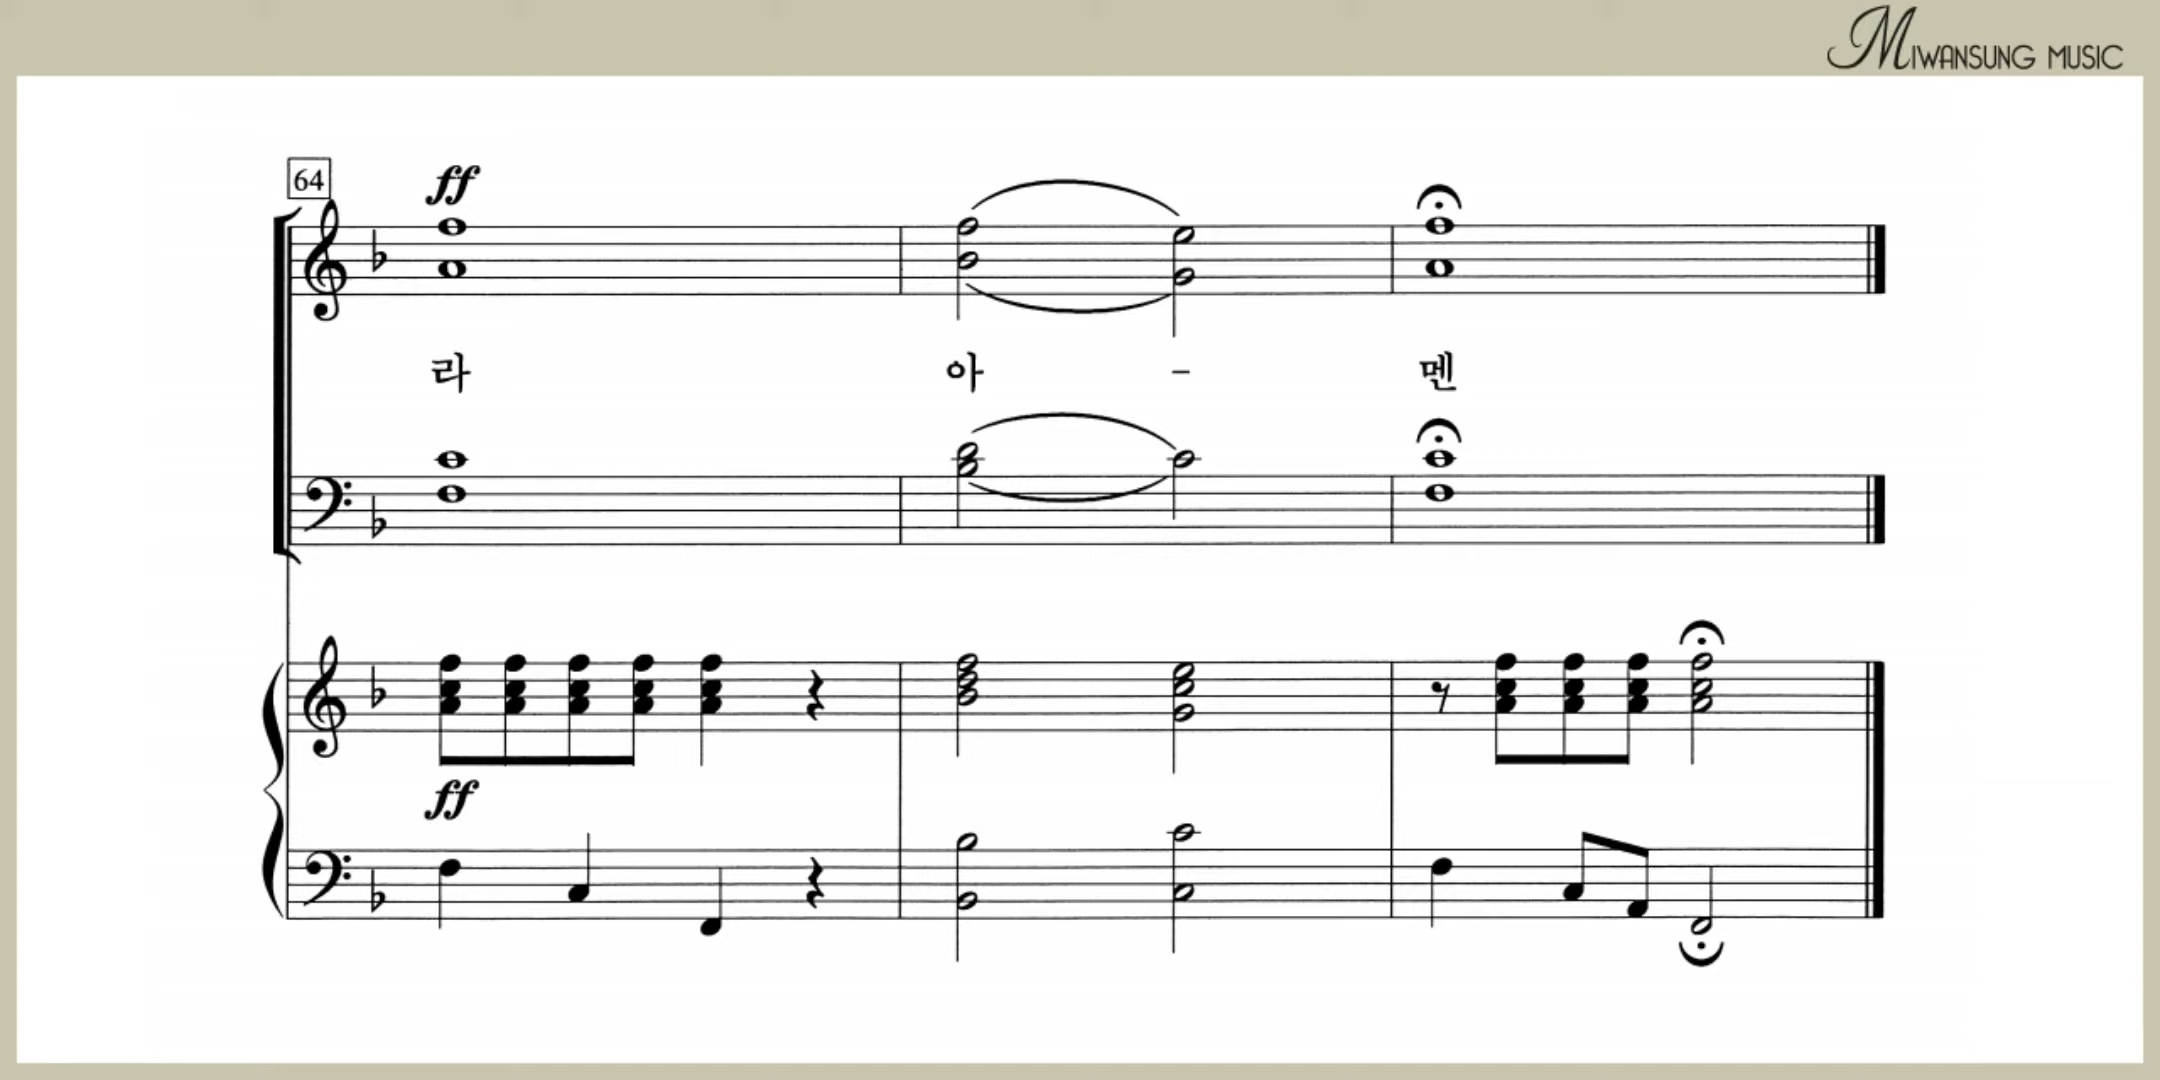 MIWANSUNG MUSIC
64
ff
라 아 - 멘
ff